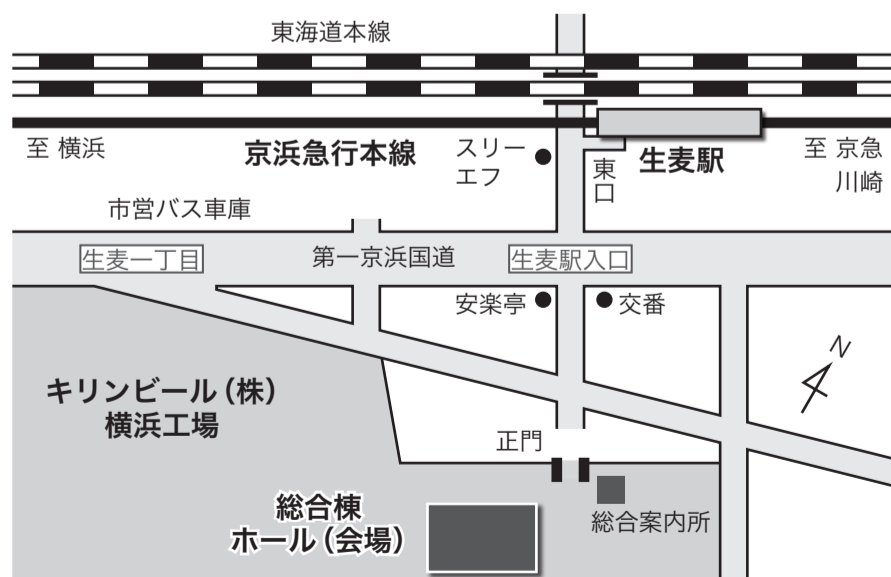 東海道本線
至 横浜
京浜急行本線
スリー
エフ
東口
生麦駅
至 京急
川崎
市営バス車庫
生麦一丁目
第一京浜国道
生麦駅入口
安楽亭
交番
N
キリンビール（株）
横浜工場
正門
総合棟
ホール（会場）
総合案内所